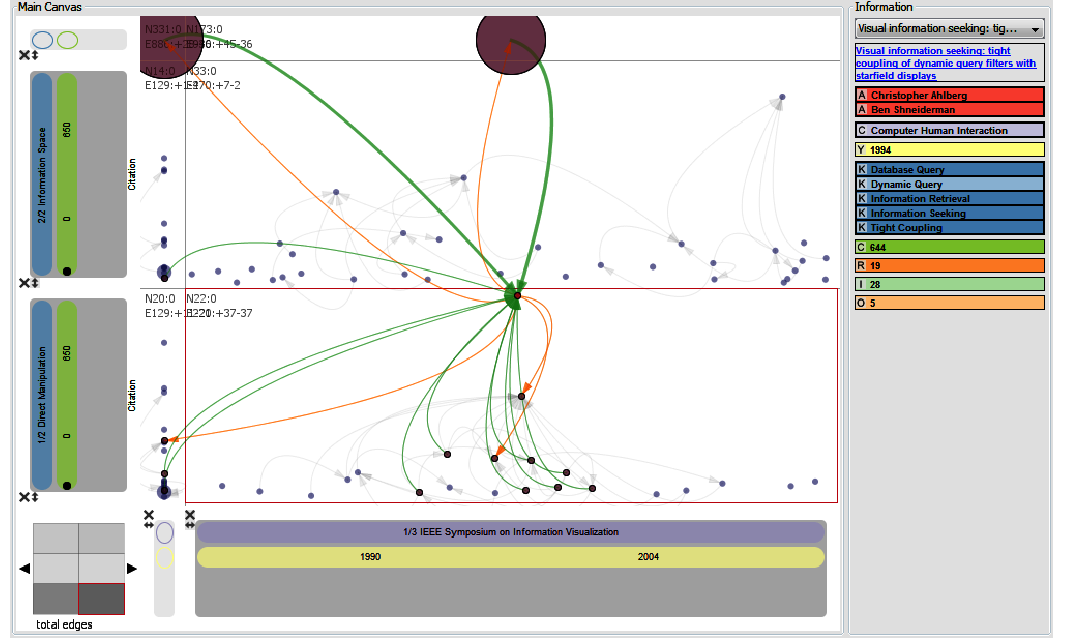 Main Canvas
N331:0
N173:0
+45-36
N14:0
N33:0
E129:+
+7-2
2/2 Information Space
650
0
Citation
N20:0
N22:0
E129:+
+37-37
1/2 Direct Manipulation
650
0
Citation
1/3 IEEE Symposium on Information Visualization
1990
2004
total edges
Information
Visual information seeking: tig...
Visual information seeking: tight
coupling of dynamic query filters with
starfield displays
A Christopher Ahlberg
A Ben Shneiderman
C Computer Human Interaction
Y 1994
K Database Query
K Dynamic Query
K Information Retrieval
K Information Seeking
K Tight Coupling
C 644
R 19
I 28
O 5